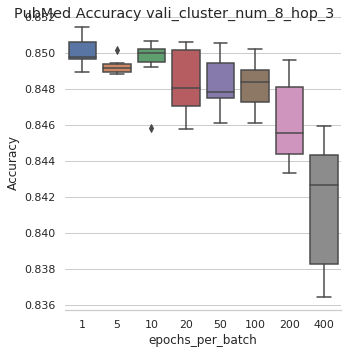 PubMed Accuracy vali_cluster_num_8_hop_3
0.852
0.850
0.848
0.846
0.844
0.842
0.840
0.838
0.836
Accuracy
1 5 10 20 50 100 200 400
epochs_per_batch